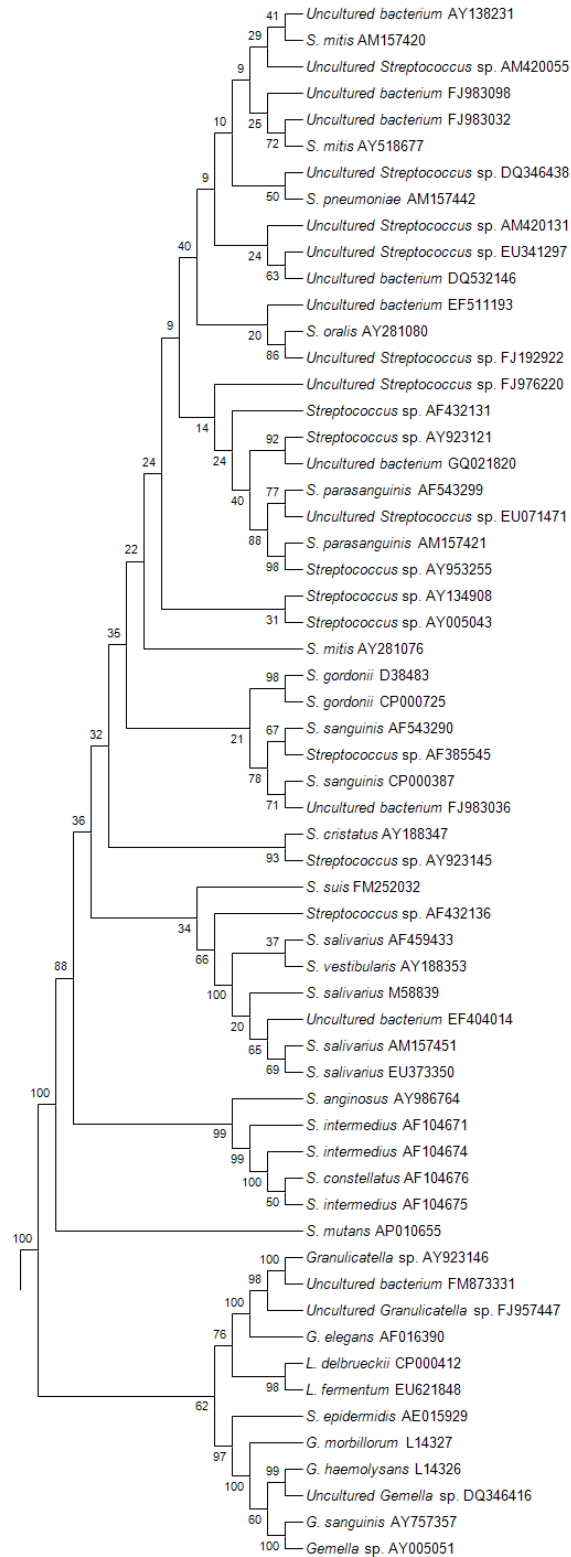 41 Uncultured bacterium AY138231
29 S. mitis AM157420
9 Uncultured Streptococcus sp. AM420055
Uncultured bacterium FJ983098
25 Uncultured bacterium FJ983032
10 72 S. mitis AY518677
Uncultured Streptococcus sp. DQ346438
9 50 S. pneumoniae AM157442
Uncultured Streptococcus sp. AM420131
24 Uncultured Streptococcus sp. EU341297
40 63 Uncultured bacterium DQ532146
Uncultured bacterium EF511193
9 20 S. oralis AY281080
86 Uncultured Streptococcus sp. FJ192922
Uncultured Streptococcus sp. FJ976220
14 Streptococcus sp. AF432131
24 92 Streptococcus sp. AY923121
24 Uncultured bacterium GQ021820
40 77 S. parasanguinis AF543299
Uncultured Streptococcus sp. EU071471
22 88 S. parasanguinis AM157421
98 Streptococcus sp. AY953255
Streptococcus sp. AY134908
35 31 Streptococcus sp. AY005043
S. mitis AY281076
98 S. gordonii D38483
21 S. gordonii CP000725
32 67 S. sanguinis AF543290
Streptococcus sp. AF385545
78 S. sanguinis CP000387
36 71 Uncultured bacterium FJ983036
S. cristatus AY188347
93 Streptococcus sp. AY923145
S. suis FM252032
34 Streptococcus sp. AF432136
66 37 S. salivarius AF459433
88 S. vestibularis AY188353
100 S. salivarius M58839
20 Uncultured bacterium EF404014
65 S. salivarius AM157451
69 S. salivarius EU373350
100 S. anginosus AY986764
99 S. intermedius AF104671
99 S. intermedius AF104674
100 S. constellatus AF104676
50 S. intermedius AF104675
100 S. mutans AP010655
100 Granulicatella sp. AY923146
98 Uncultured bacterium FM873331
100 Uncultured Granulicatella sp. FJ957447
76 G. elegans AF016390
L. delbrueckii CP000412
62 98 L. fermentum EU621848
S. epidermidis AE015929
97 G. morbillorum L14327
100 99 G. haemolysans L14326
Uncultured Gemella sp. DQ346416
60 G. sanguinis AY757357
100 Gemella sp. AY005051